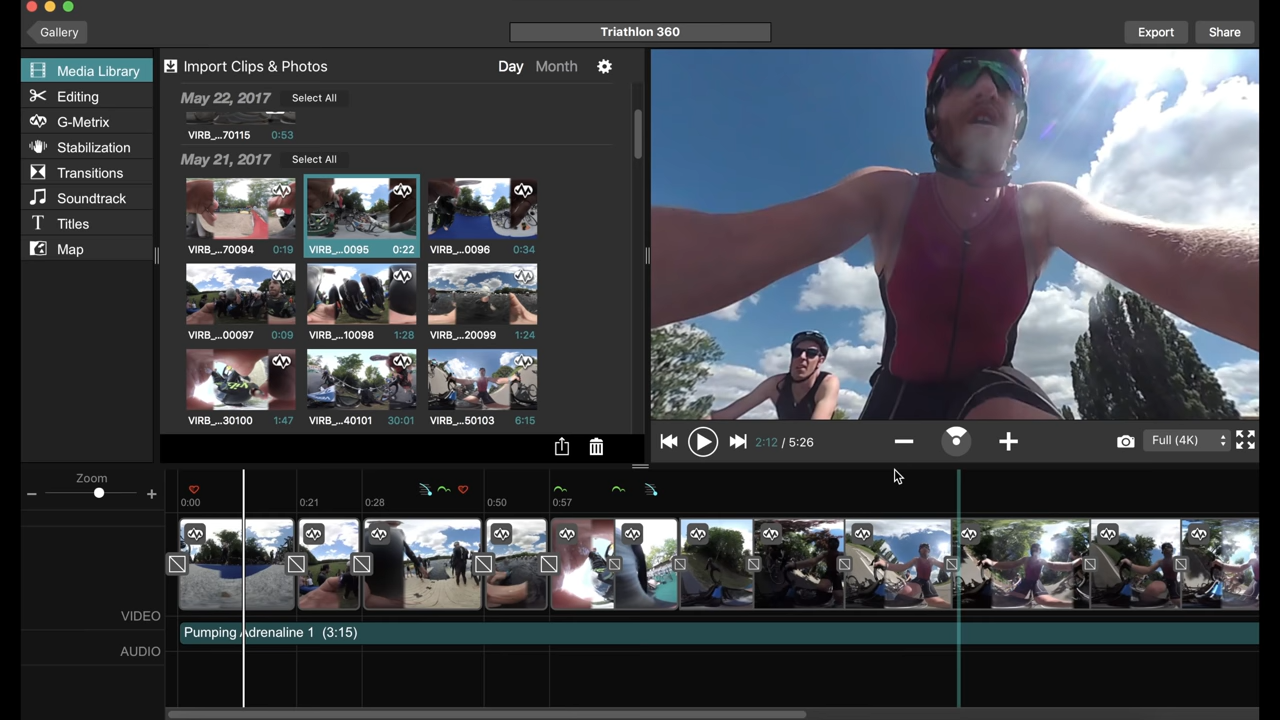 Gallery
Triathlon 360
Export
Share
Media Library
Editing
G-Metrix
Stabilization
Transitions
Soundtrack
Titles
Map
Import Clips & Photos
Day
Month
May 22, 2017
Select All
VIRB_...70115 0:53
May 21, 2017
Select All
VIRB_...70094 0:19
VIRB_...0095 0:22
VIRB_...0096 0:34
VIRB_...00097 0:09
VIRB_...10098 1:28
VIRB_...20099 1:24
VIRB_...30100 1:47
VIRB_...40101 30:01
VIRB_...50103 6:15
2:12 / 5:26
Full (4K)
Zoom
0:00
0:21
0:28
0:50
0:57
VIDEO
Pumping Adrenaline 1 (3:15)
AUDIO